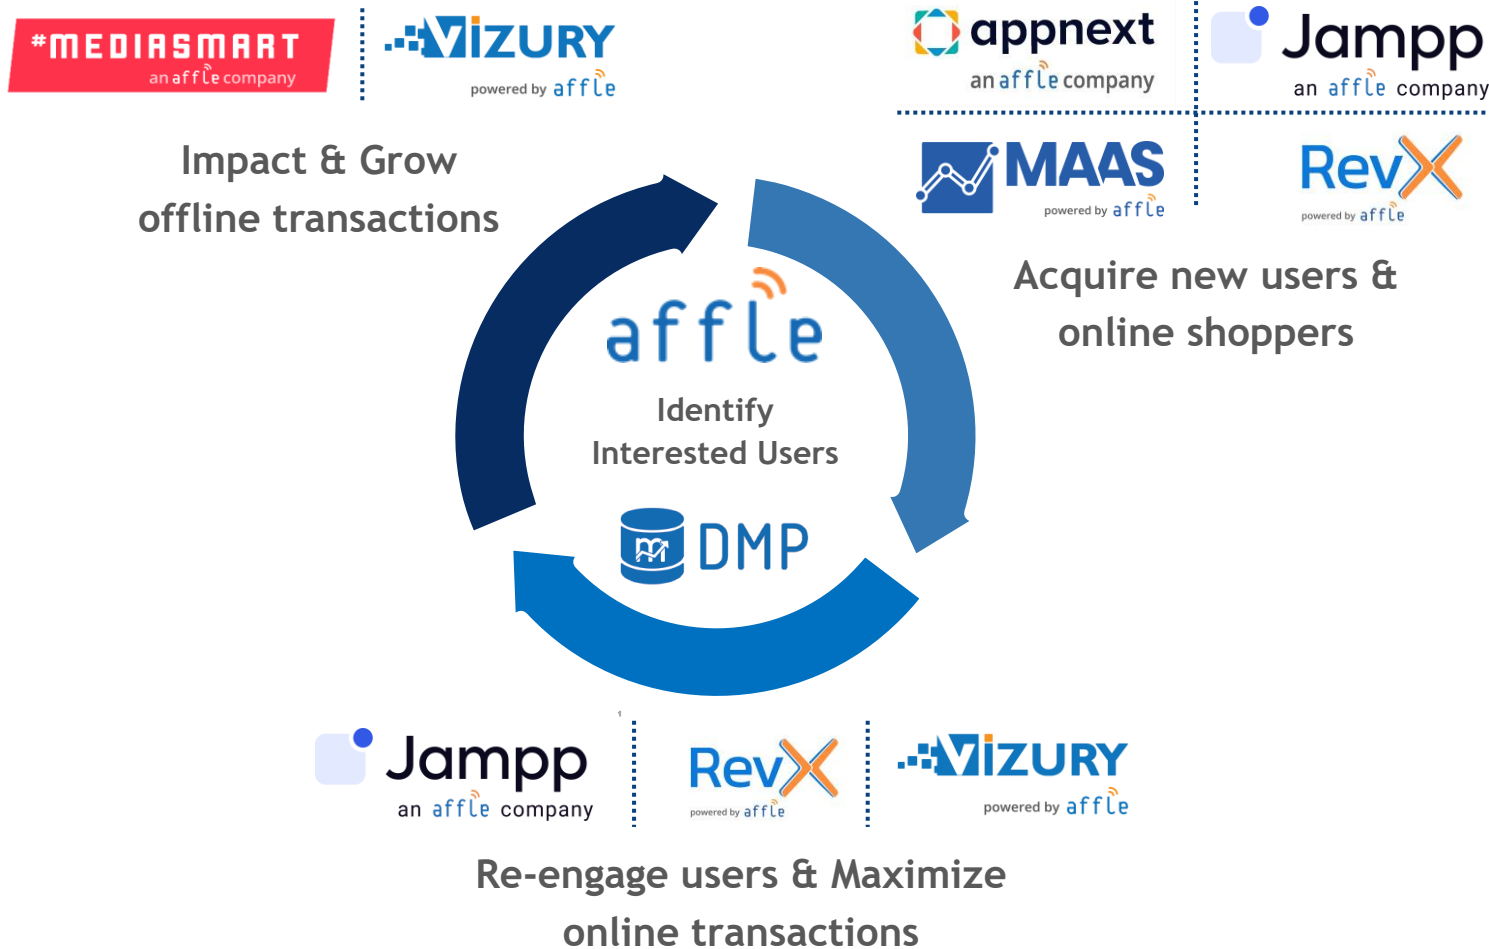 #MEDIASMART
an affle company
VIZURY
powered by affle
appnext
an affle company
Jampp
an affle company
MAAS
powered by affle
RevX
powered by affle
Impact & Grow
offline transactions
Acquire new users &
online shoppers
affle
Identify
Interested Users
m DMP
Jampp
an affle company
RevX
powered by affle
VIZURY
powered by affle
Re-engage users & Maximize
online transactions